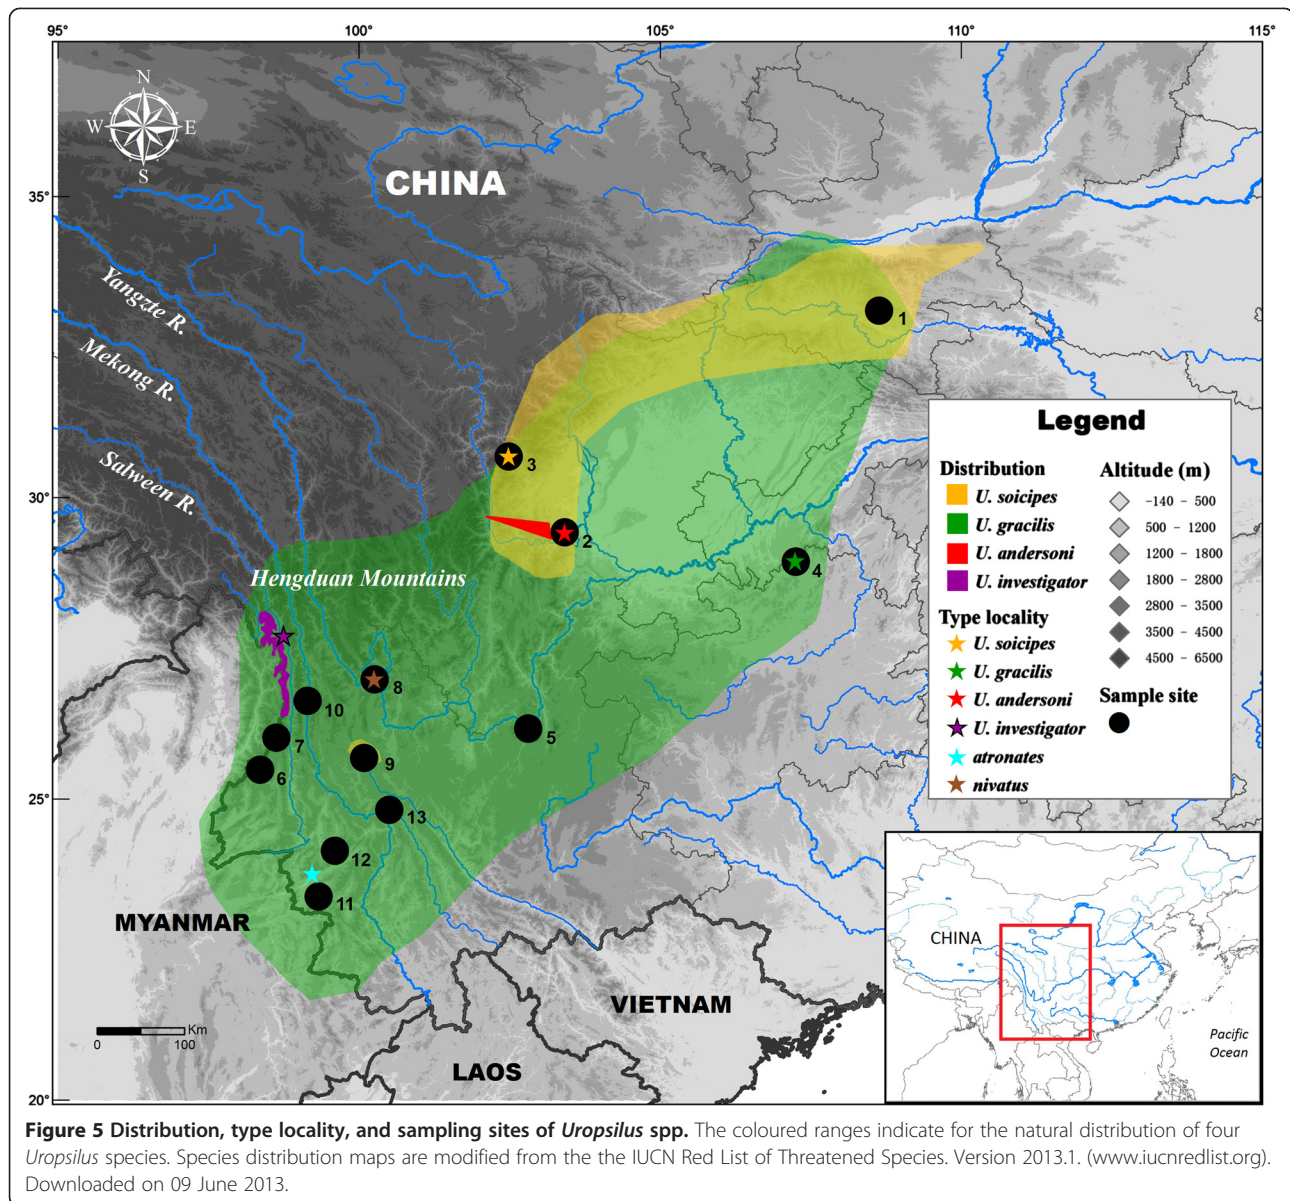 95° 100° 105° 110° 115°
N
W E
S
CHINA
35°
Yangzte R.
Mekong R.
Salween R.
1
Legend
Distribution
U. soicipes
U. gracilis
U. andersoni
U. investigator
Type locality
U. soicipes
U. gracilis
U. andersoni
U. investigator
atronates
nivatus
Altitude (m)
-140 - 500
500 - 1200
1200 - 1800
1800 - 2800
2800 - 3500
3500 - 4500
4500 - 6500
Sample site
3
30°
2
4
Hengduan Mountains
8
10
5
7
9
6
25°
13
12
11
MYANMAR
VIETNAM
LAOS
Km
0 100
20°
CHINA
Pacific
Ocean
Figure 5 Distribution, type locality, and sampling sites of Uropsilus spp. The coloured ranges indicate for the natural distribution of four
Uropsilus species. Species distribution maps are modified from the the IUCN Red List of Threatened Species. Version 2013.1. (www.iucnredlist.org).
Downloaded on 09 June 2013.